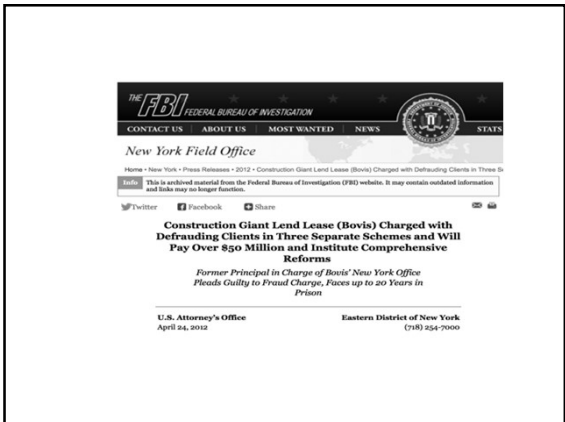 THE FBI FEDERAL BUREAU OF INVESTIGATION
CONTACT US ABOUT US MOST WANTED NEWS STATS
New York Field Office
Home • New York • Press Releases • 2012 • Construction Giant Lend Lease (Bovis) Charged with Defrauding Clients in Three
Info This is archived material from the Federal Bureau of Investigation (FBI) website. It may contain outdated information
and links may no longer function.
Twitter Facebook Share
Construction Giant Lend Lease (Bovis) Charged with
Defrauding Clients in Three Separate Schemes and Will
Pay Over $50 Million and Institute Comprehensive
Reforms
Former Principal in Charge of Bovis' New York Office
Pleads Guilty to Fraud Charge, Faces up to 20 Years in
Prison
U.S. Attorney's Office Eastern District of New York
April 24, 2012 (718) 254-7000